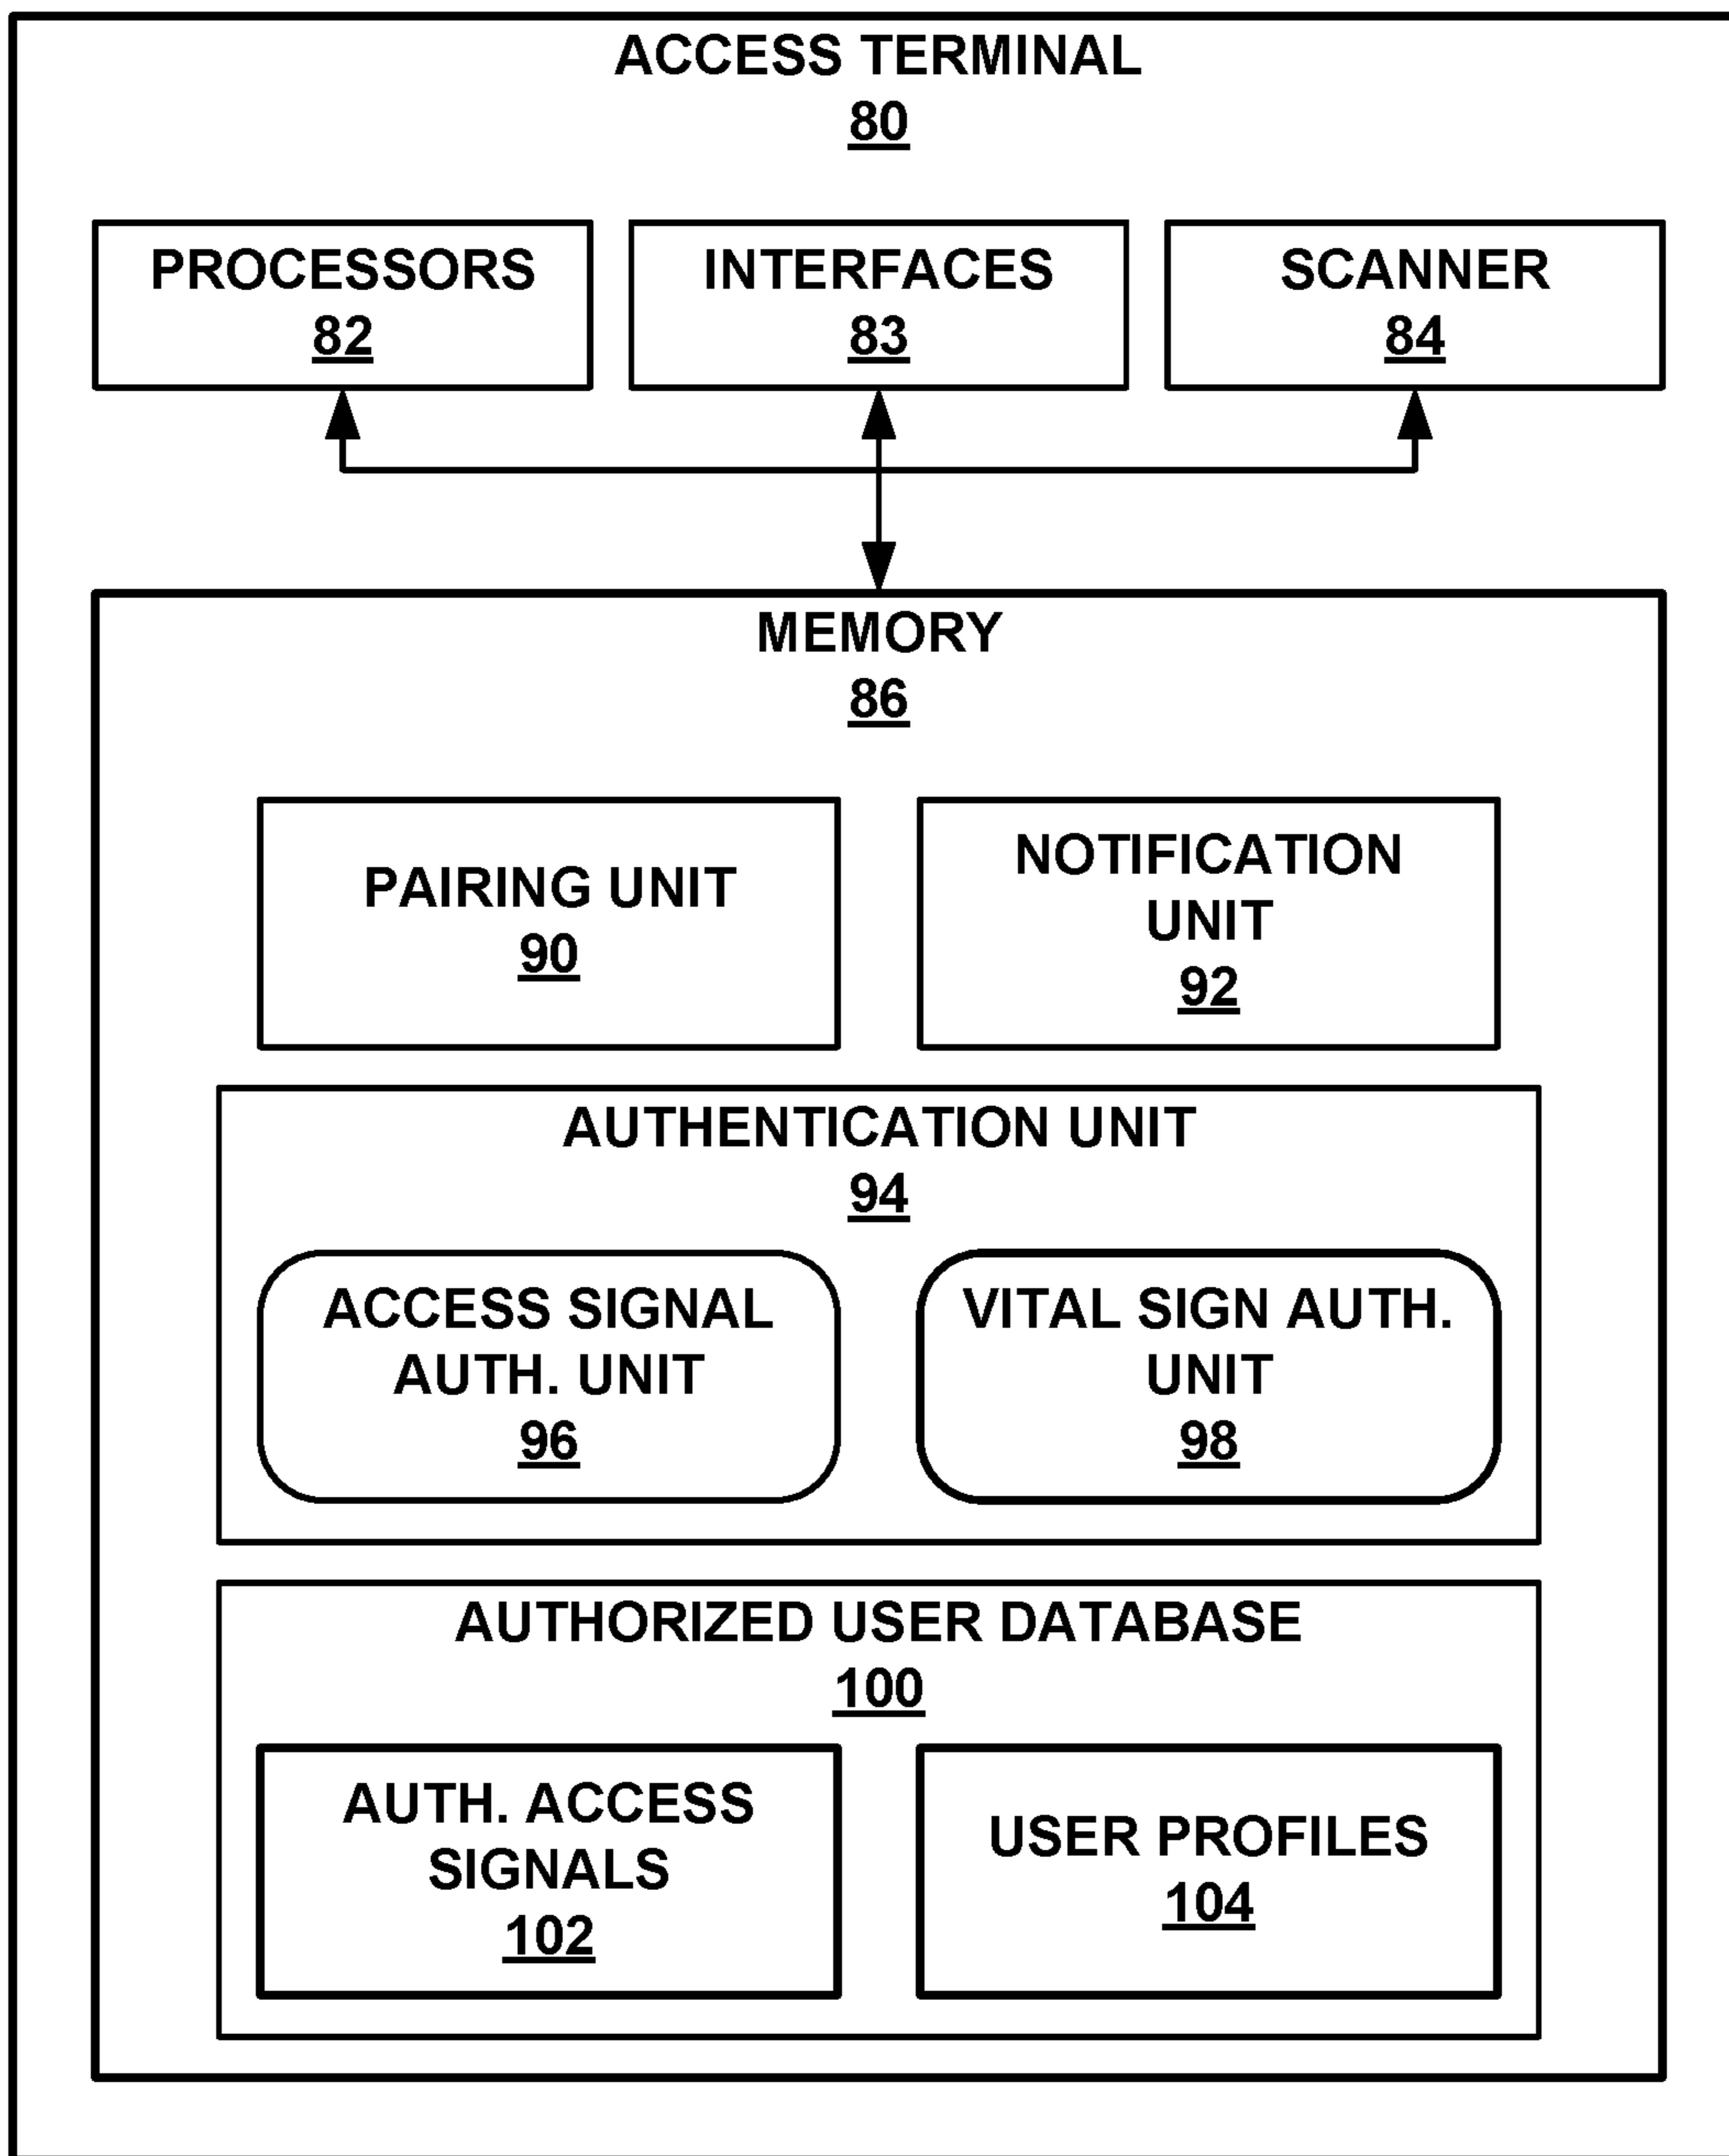 ACCESS TERMINAL
80
PROCESSORS
82
INTERFACES
83
SCANNER
84
MEMORY
86
PAIRING UNIT
90
NOTIFICATION
UNIT
92
AUTHENTICATION UNIT
94
ACCESS SIGNAL
AUTH. UNIT
96
VITAL SIGN AUTH.
UNIT
98
AUTHORIZED USER DATABASE
100
AUTH. ACCESS
SIGNALS
102
USER PROFILES
104